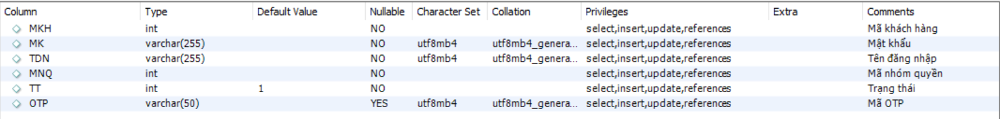 Column Type Default Value Nullable Character Set Collation Privileges Extra Comments
MKH int NO select,insert,update,references Mã khách hàng
MK varchar(255) NO utf8mb4 utf8mb4_genera... select,insert,update,references Mật khẩu
TDN varchar(255) NO utf8mb4 utf8mb4_genera... select,insert,update,references Tên đăng nhập
MNQ int NO select,insert,update,references Mã nhóm quyền
TT int 1 NO select,insert,update,references Trạng thái
OTP varchar(50) YES utf8mb4 utf8mb4_genera... select,insert,update,references Mã OTP